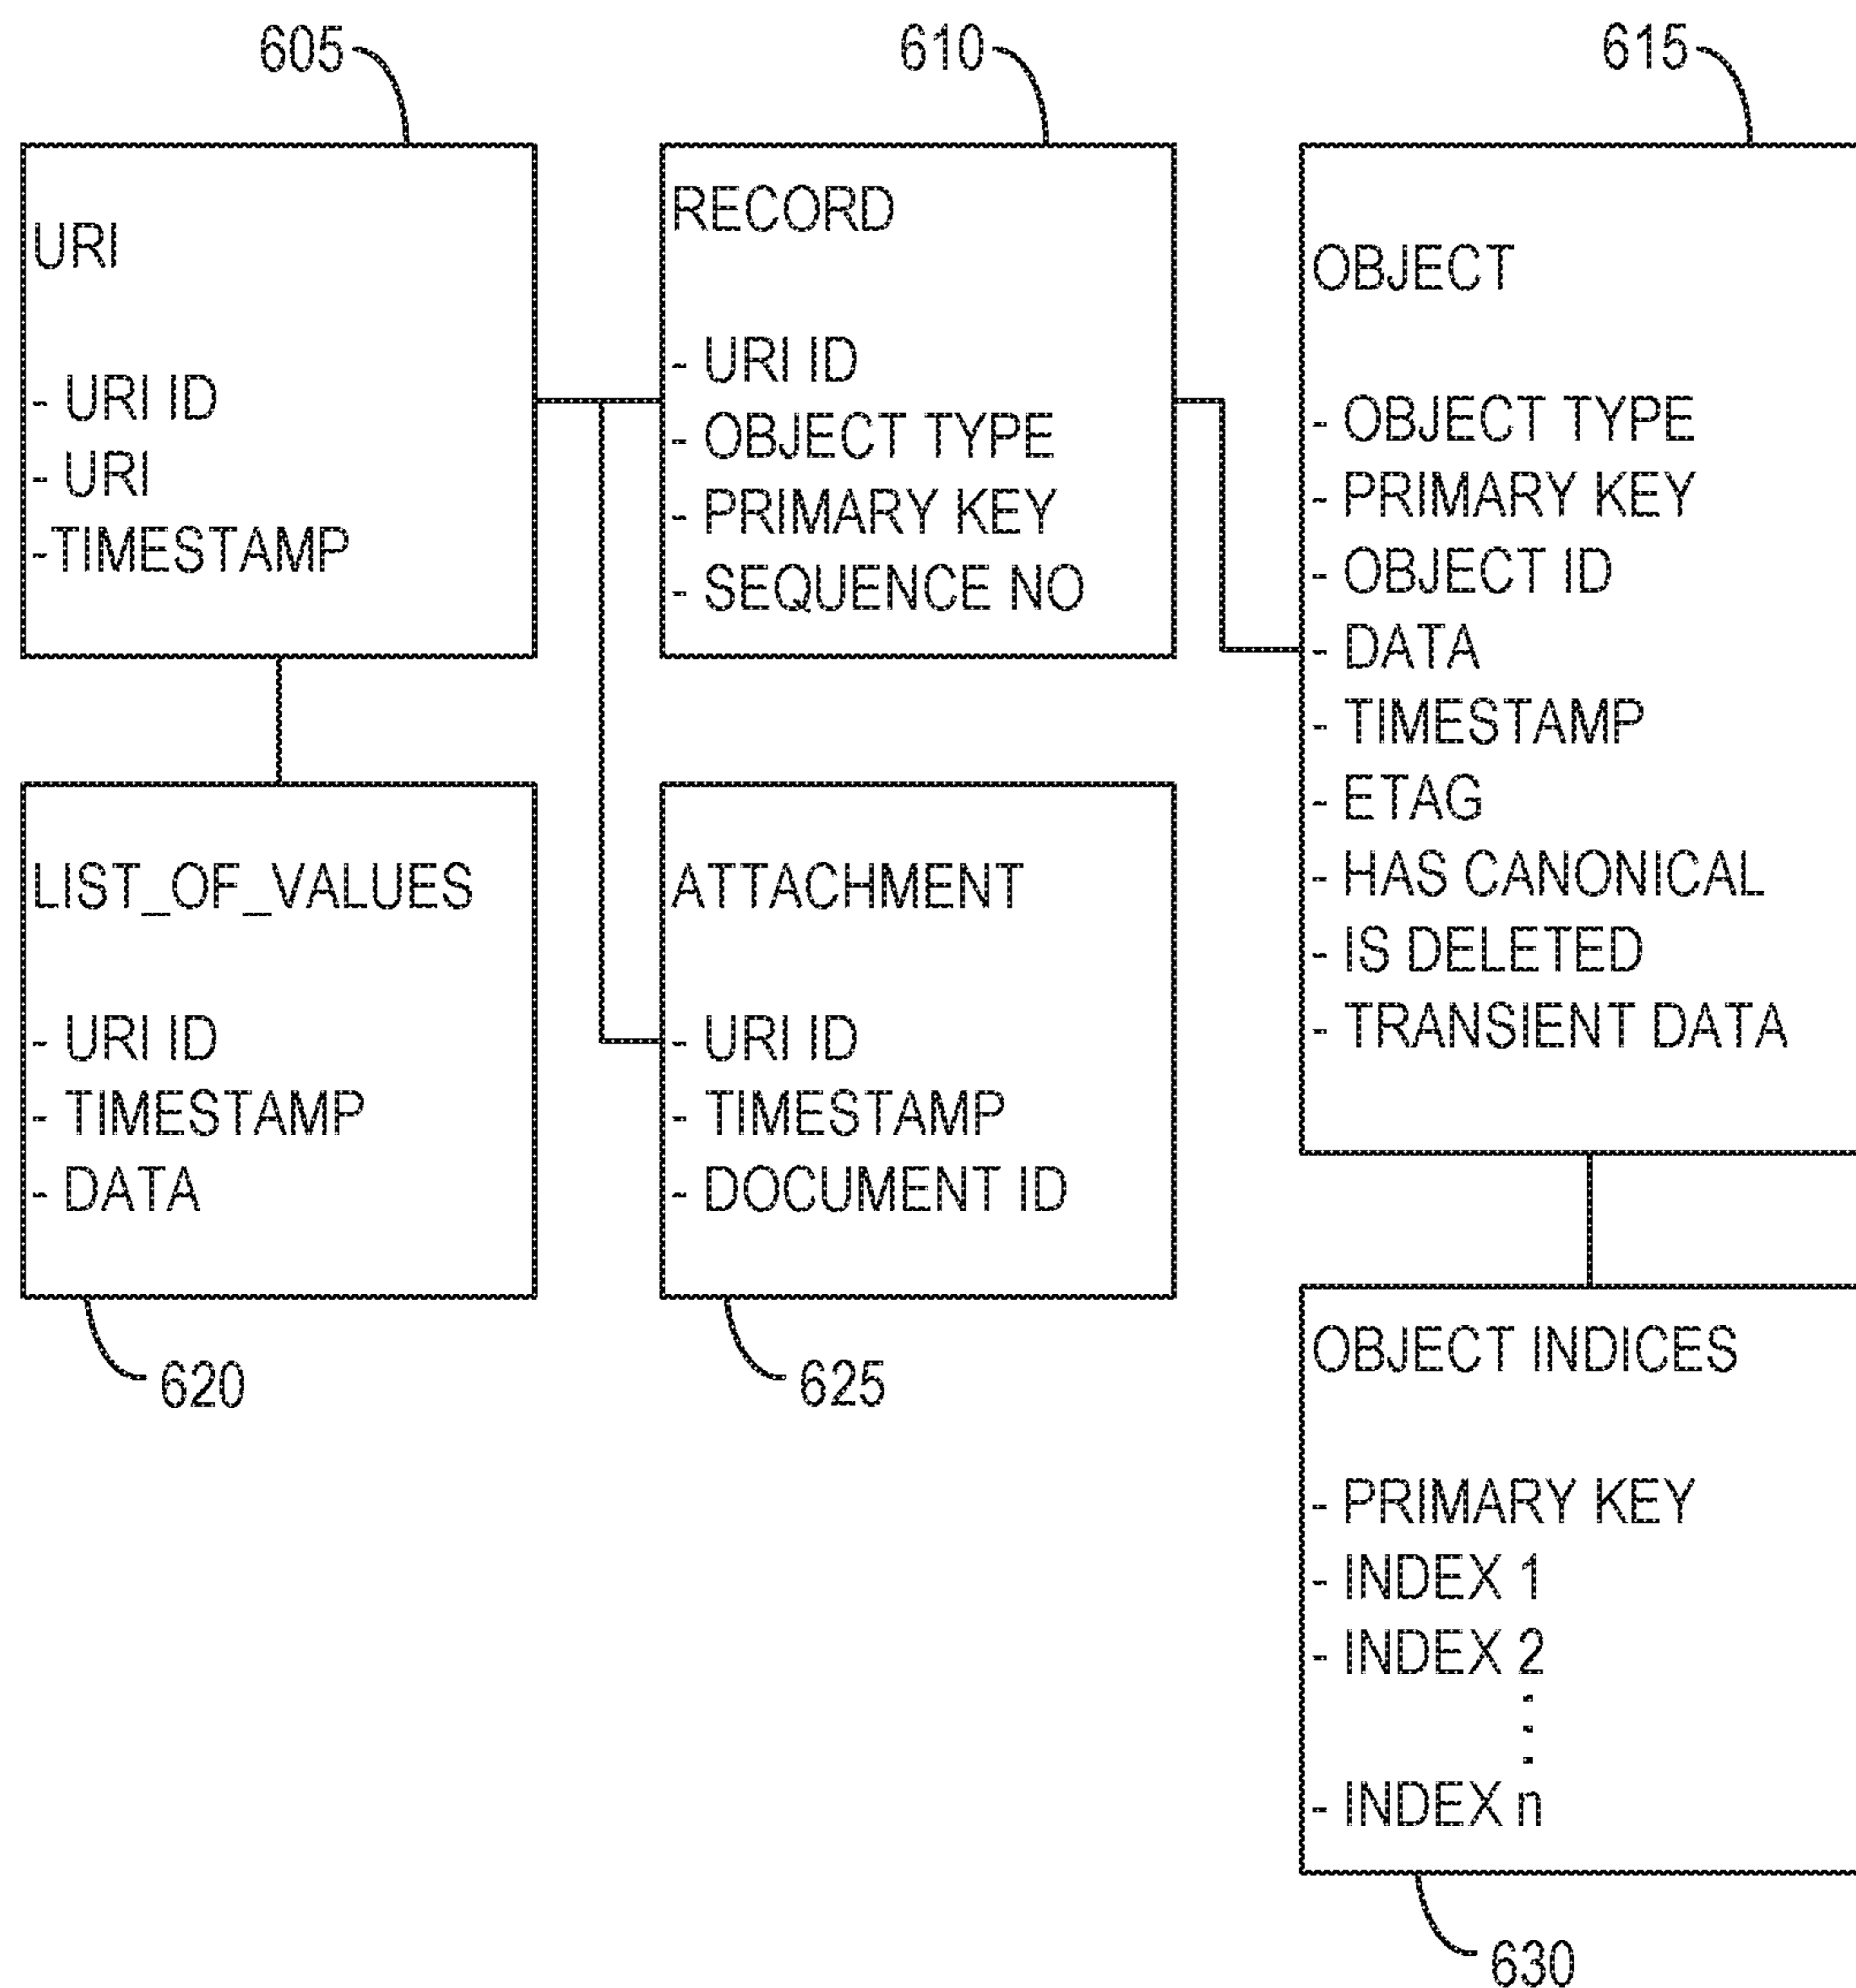 605
URI
- URI ID
- URI
-TIMESTAMP
610
RECORD
- URI ID
- OBJECT TYPE
- PRIMARY KEY
- SEQUENCE NO
615
OBJECT
- OBJECT TYPE
- PRIMARY KEY
- OBJECT ID
- DATA
- TIMESTAMP
- ETAG
- HAS CANONICAL
- IS DELETED
- TRANSIENT DATA
LIST_OF_VALUES
- URI ID
- TIMESTAMP
- DATA
620
ATTACHMENT
- URI ID
- TIMESTAMP
- DOCUMENT ID
625
OBJECT INDICES
- PRIMARY KEY
- INDEX 1
- INDEX 2
.
.
.
- INDEX n
630